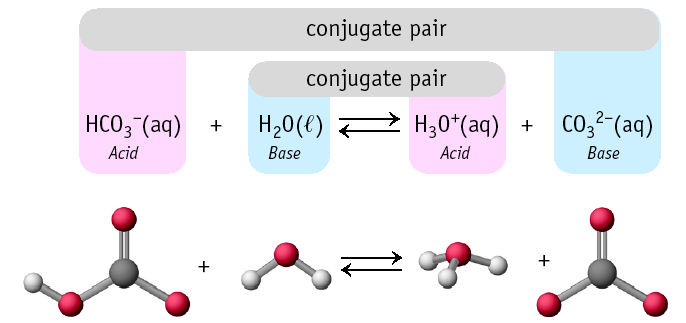 conjugate pair
conjugate pair
HCO₃⁻(aq) + H₂O(ℓ) ⇌ H₃O⁺(aq) + CO₃²⁻(aq)
Acid Base Acid Base
+ ⇌ +